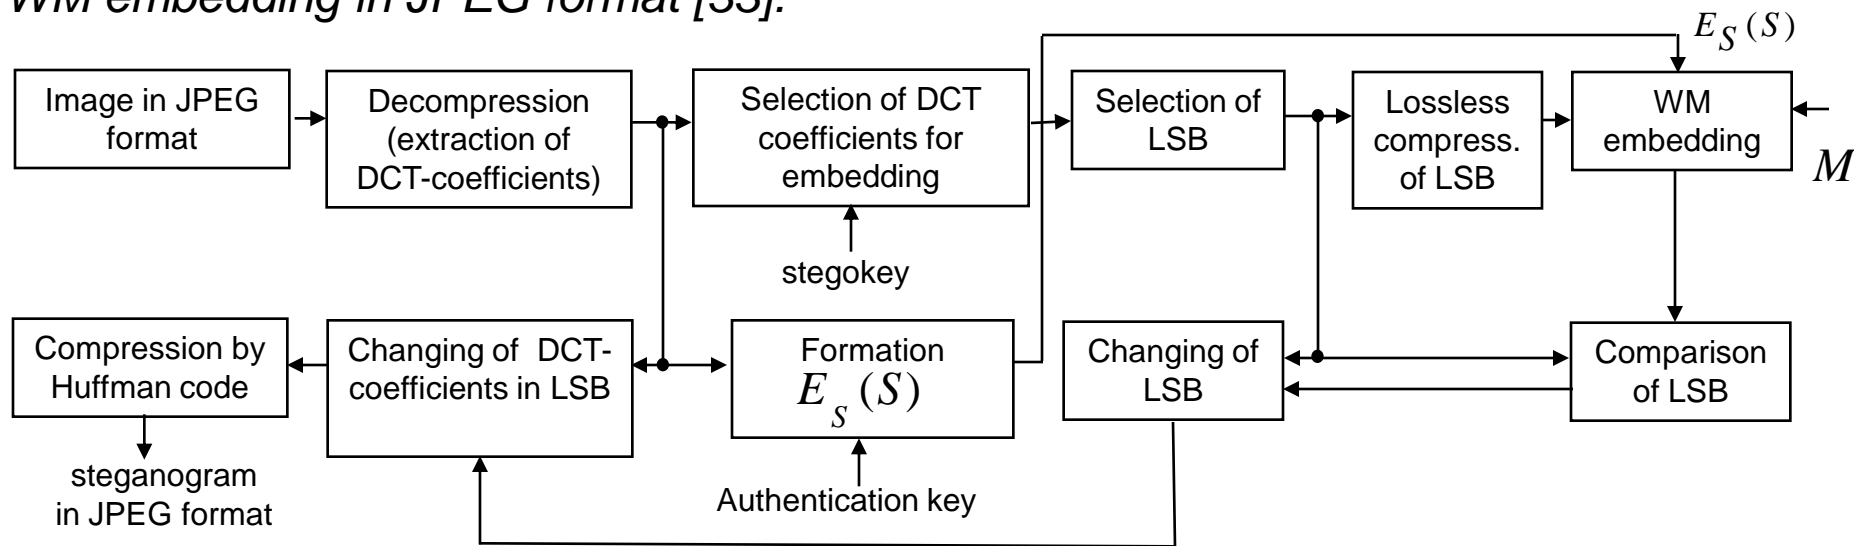 WM embedding in JPEG format [33]:
E_S(S)
Image in JPEG
format
Decompression
(extraction of
DCT-coefficients)
Selection of DCT
coefficients for
embedding
Selection of
LSB
Lossless
compress.
of LSB
WM
embedding
M
stegokey
Compression by
Huffman code
Changing of DCT-
coefficients in LSB
Formation
E_S(S)
Changing of
LSB
Comparison
of LSB
steganogram
in JPEG format
Authentication key